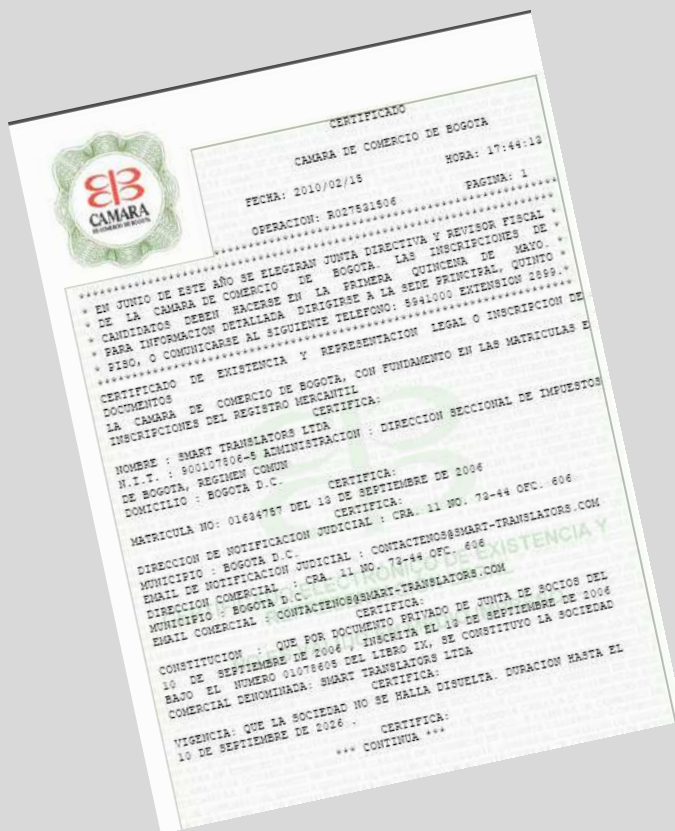 CERTIFICADO
CAMARA DE COMERCIO DE BOGOTA
FECHA: 2010/02/15 HORA: 17:44:13
OPERACION: R027531506 PAGINA: 1
CAMARA
DE COMERCIO DE BOGOTA
* EN JUNIO DE ESTE AÑO SE ELEGIRAN JUNTA DIRECTIVA Y REVISOR FISCAL *
* DE LA CAMARA DE COMERCIO DE BOGOTA. LAS INSCRIPCIONES DE *
* CANDIDATOS DEBEN HACERSE EN LA PRIMERA QUINCENA DE MAYO. *
* PARA INFORMACION DETALLADA DIRIGIRSE A LA SEDE PRINCIPAL, QUINTO *
* PISO, O COMUNICARSE AL SIGUIENTE TELEFONO: 5941000 EXTENSION 2899.*
CERTIFICADO DE EXISTENCIA Y REPRESENTACION LEGAL O INSCRIPCION DE
DOCUMENTOS
LA CAMARA DE COMERCIO DE BOGOTA, CON FUNDAMENTO EN LAS MATRICULAS E
INSCRIPCIONES DEL REGISTRO MERCANTIL
CERTIFICA:
NOMBRE : SMART TRANSLATORS LTDA
N.I.T. : 900107806-5 ADMINISTRACION : DIRECCION SECCIONAL DE IMPUESTOS
DE BOGOTA, REGIMEN COMUN
DOMICILIO : BOGOTA D.C.
CERTIFICA:
MATRICULA NO: 01634757 DEL 13 DE SEPTIEMBRE DE 2006
CERTIFICA:
DIRECCION DE NOTIFICACION JUDICIAL : CRA. 11 NO. 73-44 OFC. 606
MUNICIPIO : BOGOTA D.C.
EMAIL DE NOTIFICACION JUDICIAL : CONTACTENOS@SMART-TRANSLATORS.COM
DIRECCION COMERCIAL : CRA. 11 NO. 73-44 OFC. 606
MUNICIPIO : BOGOTA D.C.
EMAIL COMERCIAL : CONTACTENOS@SMART-TRANSLATORS.COM
CERTIFICA:
CONSTITUCION : QUE POR DOCUMENTO PRIVADO DE JUNTA DE SOCIOS DEL
10 DE SEPTIEMBRE DE 2006 , INSCRITA EL 13 DE SEPTIEMBRE DE 2006
BAJO EL NUMERO 01078605 DEL LIBRO IX, SE CONSTITUYO LA SOCIEDAD
COMERCIAL DENOMINADA: SMART TRANSLATORS LTDA
CERTIFICA:
VIGENCIA: QUE LA SOCIEDAD NO SE HALLA DISUELTA. DURACION HASTA EL
10 DE SEPTIEMBRE DE 2026 .
CERTIFICA:
*** CONTINUA ***